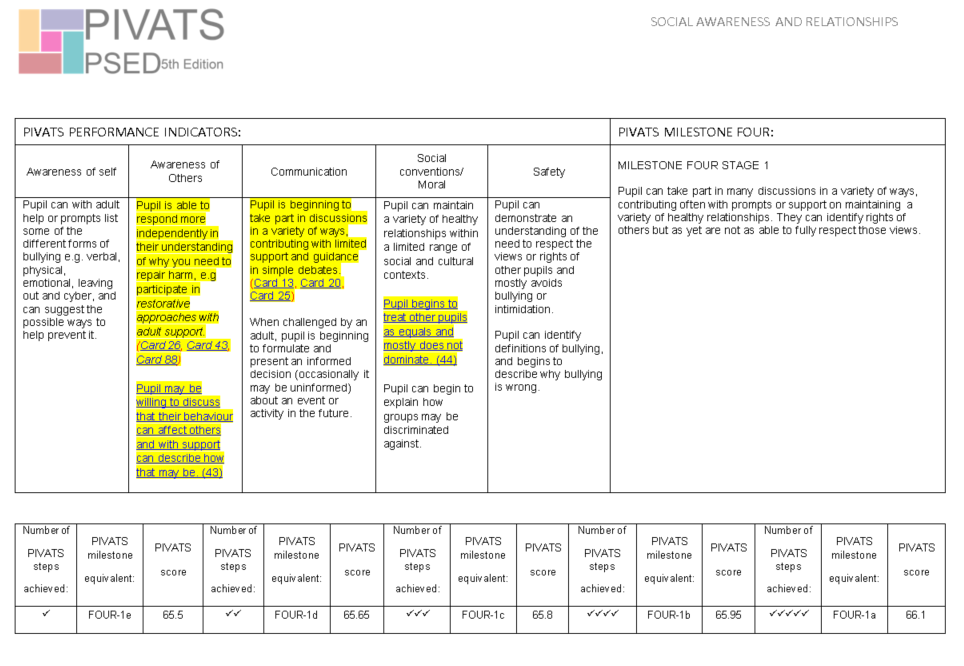 PIVATS
PSED 5th Edition
SOCIAL AWARENESS AND RELATIONSHIPS
PIVATS PERFORMANCE INDICATORS:
PIVATS MILESTONE FOUR:
Awareness of self
Awareness of
Others
Communication
Social
conventions/
Moral
Safety
Pupil can with adult
help or prompts list
some of the
different forms of
bullying e.g. verbal,
physical,
emotional, leaving
out and cyber, and
can suggest the
possible ways to
help prevent it.
Pupil is able to
respond more
independently in
their understanding
of why you need to
repair harm, e.g
participate in
restorative
approaches with
adult support.
(Card 26, Card 43,
Card 88)
Pupil may be
willing to discuss
that their behaviour
can affect others
and with support
can describe how
that may be. (43)
Pupil is beginning to
take part in discussions
in a variety of ways,
contributing with limited
support and guidance
in simple debates.
(Card 13, Card 20,
Card 25)
When challenged by an
adult, pupil is beginning
to formulate and
present an informed
decision (occasionally it
may be uninformed)
about an event or
activity in the future.
Pupil can maintain
a variety of healthy
relationships within
a limited range of
social and cultural
contexts.
Pupil begins to
treat other pupils
as equals and
mostly does not
dominate. (44)
Pupil can begin to
explain how
groups may be
discriminated
against.
Pupil can
demonstrate an
understanding of the
need to respect the
views or rights of
other pupils and
mostly avoids
bullying or
intimidation.
Pupil can identify
definitions of bullying,
and begins to
describe why bullying
is wrong.
MILESTONE FOUR STAGE 1
Pupil can take part in many discussions in a variety of ways,
contributing often with prompts or support on maintaining a
variety of healthy relationships. They can identify rights of
others but as yet are not as able to fully respect those views.
Number of
PIVATS
steps
achieved:
PIVATS
milestone
equivalent:
PIVATS
score
Number of
PIVATS
steps
achieved:
PIVATS
milestone
equivalent:
PIVATS
score
Number of
PIVATS
steps
achieved:
PIVATS
milestone
equivalent:
PIVATS
score
Number of
PIVATS
steps
achieved:
PIVATS
milestone
equivalent:
PIVATS
score
Number of
PIVATS
steps
achieved:
PIVATS
milestone
equivalent:
PIVATS
score
✓ FOUR-1e 65.5 ✓✓ FOUR-1d 65.65 ✓✓✓ FOUR-1c 65.8 ✓✓✓✓ FOUR-1b 65.95 ✓✓✓✓✓ FOUR-1a 66.1